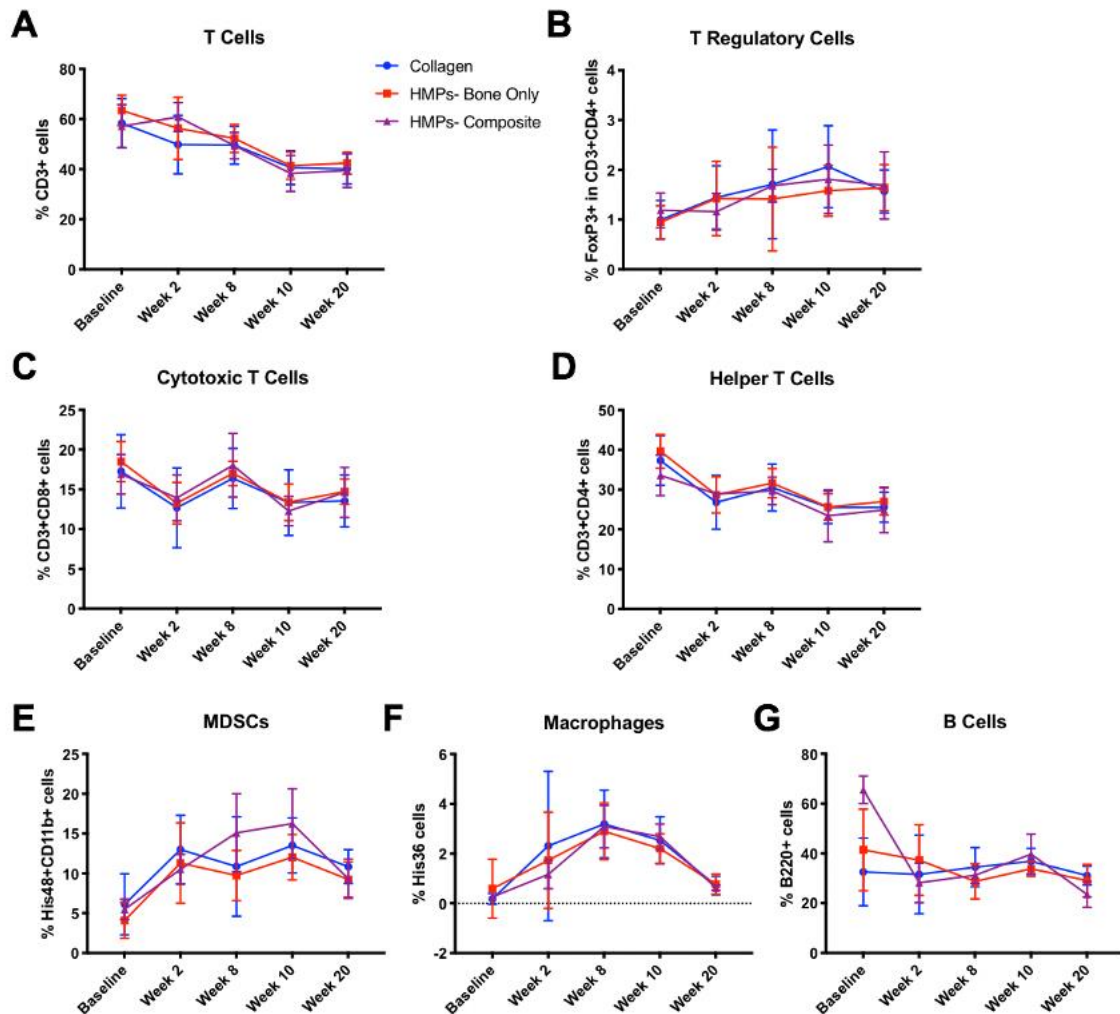 A
T Cells
% CD3+ cells
80
60
40
20
0
Baseline
Week 2
Week 8
Week 10
Week 20
Collagen
HMPs- Bone Only
HMPs- Composite
B
T Regulatory Cells
% FoxP3+ in CD3+CD4+ cells
4
3
2
1
0
Baseline
Week 2
Week 8
Week 10
Week 20
C
Cytotoxic T Cells
% CD3+CD8+ cells
25
20
15
10
5
0
Baseline
Week 2
Week 8
Week 10
Week 20
D
Helper T Cells
% CD3+CD4+ cells
50
40
30
20
10
0
Baseline
Week 2
Week 8
Week 10
Week 20
E
MDSCs
% His48+CD11b+ cells
25
20
15
10
5
0
Baseline
Week 2
Week 8
Week 10
Week 20
F
Macrophages
% His36 cells
6
4
2
0
-2
Baseline
Week 2
Week 8
Week 10
Week 20
G
B Cells
% B220+ cells
80
60
40
20
0
Baseline
Week 2
Week 8
Week 10
Week 20